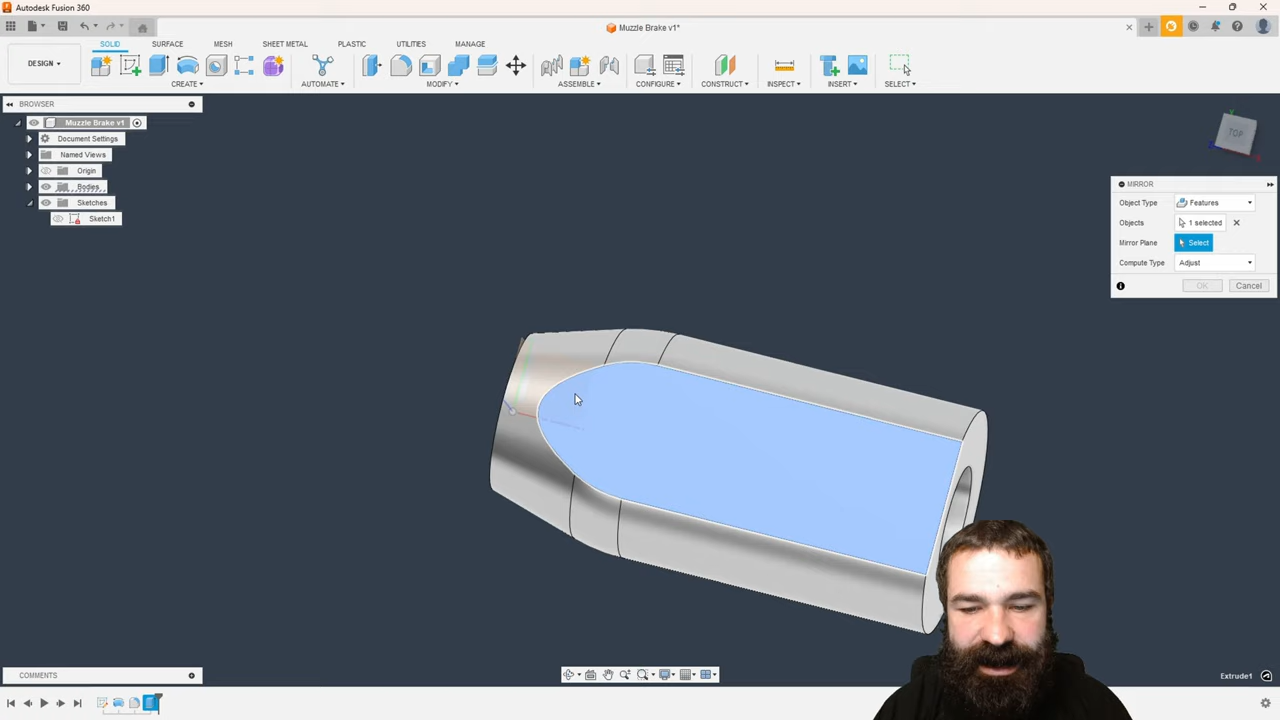 Autodesk Fusion 360
Muzzle Brake v1*
DESIGN
SOLID SURFACE MESH SHEET METAL PLASTIC UTILITIES MANAGE
CREATE AUTOMATE MODIFY ASSEMBLE CONFIGURE CONSTRUCT INSPECT INSERT SELECT
BROWSER
Muzzle Brake v1
Document Settings
Named Views
Origin
Bodies
Sketches
Sketch1
TOP
MIRROR
Object Type Features
Objects 1 selected
Mirror Plane Select
Compute Type Adjust
OK Cancel
COMMENTS
Extrude1